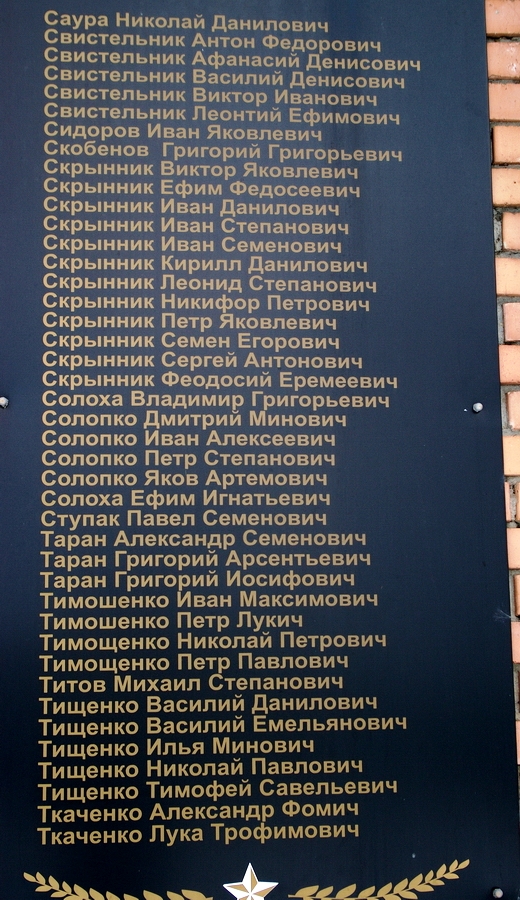 Саура Николай Данилович
Свистельник Антон Федорович
Свистельник Афанасий Денисович
Свистельник Василий Денисович
Свистельник Виктор Иванович
Свистельник Леонтий Ефимович
Сидоров Иван Яковлевич
Скобенов Григорий Григорьевич
Скрынник Виктор Яковлевич
Скрынник Ефим Федосеевич
Скрынник Иван Данилович
Скрынник Иван Степанович
Скрынник Иван Семенович
Скрынник Кирилл Данилович
Скрынник Леонид Степанович
Скрынник Никифор Петрович
Скрынник Петр Яковлевич
Скрынник Семен Егорович
Скрынник Сергей Антонович
Скрынник Феодосий Еремеевич
Солоха Владимир Григорьевич
Солопко Дмитрий Минович
Солопко Иван Алексеевич
Солопко Петр Степанович
Солопко Яков Артемович
Солоха Ефим Игнатьевич
Ступак Павел Семенович
Таран Александр Семенович
Таран Григорий Арсентьевич
Таран Григорий Иосифович
Тимошенко Иван Максимович
Тимошенко Петр Лукич
Тимощенко Николай Петрович
Тимощенко Петр Павлович
Титов Михаил Степанович
Тищенко Василий Данилович
Тищенко Василий Емельянович
Тищенко Илья Минович
Тищенко Николай Павлович
Тищенко Тимофей Савельевич
Ткаченко Александр Фомич
Ткаченко Лука Трофимович